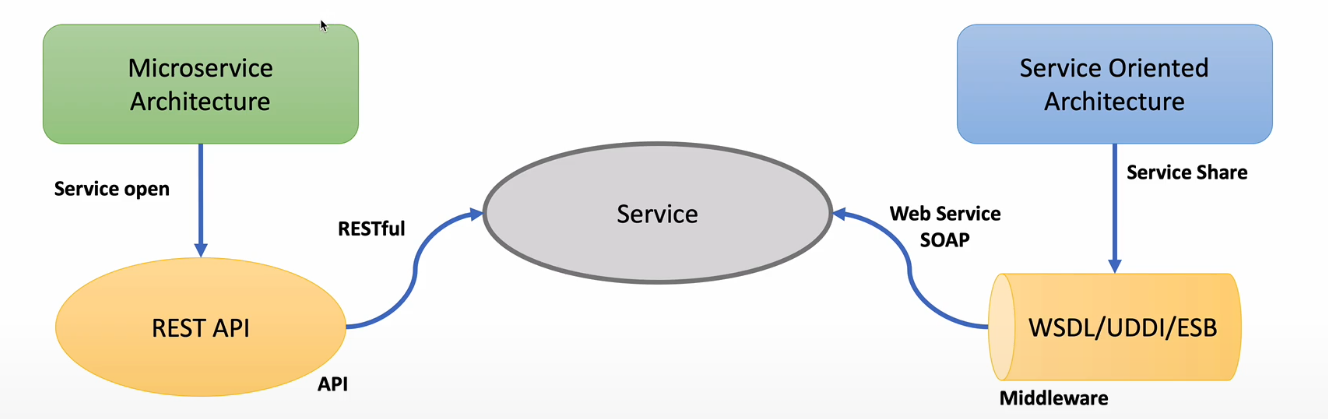 Microservice
Architecture
Service Oriented
Architecture
Service open
Service Share
RESTful
Service
Web Service
SOAP
REST API
WSDL/UDDI/ESB
API
Middleware